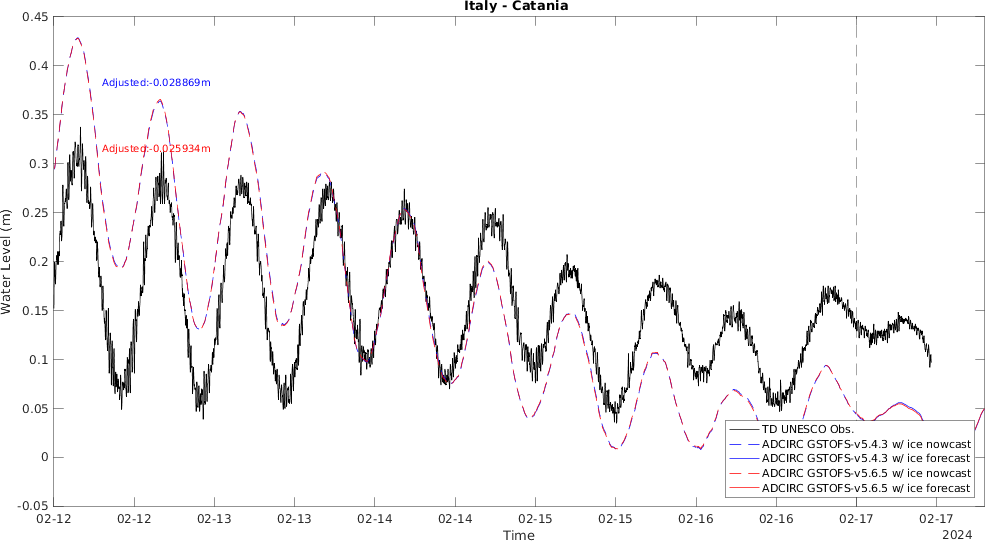 Italy - Catania
0.45
0.4
0.35
0.3
0.25
0.2
0.15
0.1
0.05
0
-0.05
Water Level (m)
Adjusted:-0.028869m
Adjusted:-0.025934m
TD UNESCO Obs.
ADCIRC GSTOFS-v5.4.3 w/ ice nowcast
ADCIRC GSTOFS-v5.4.3 w/ ice forecast
ADCIRC GSTOFS-v5.6.5 w/ ice nowcast
ADCIRC GSTOFS-v5.6.5 w/ ice forecast
02-12 02-12 02-13 02-13 02-14 02-14 02-15 02-15 02-16 02-16 02-17 02-17
Time
2024